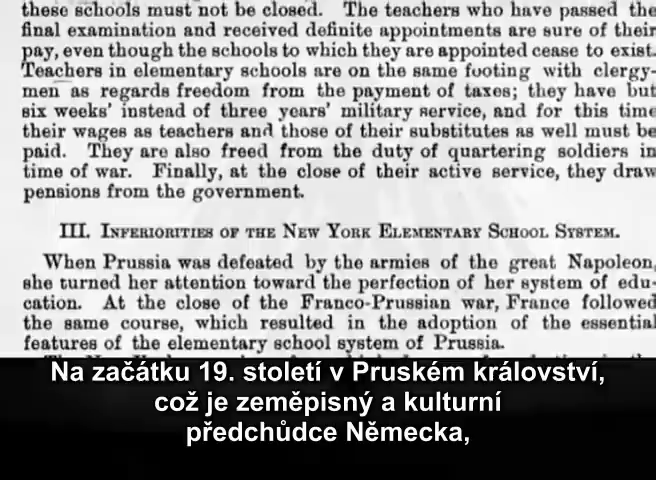 these schools must not be closed. The teachers who have passed the
final examination and received definite appointments are sure of their
pay, even though the schools to which they are appointed cease to exist.
Teachers in elementary schools are on the same footing with clergy-
men as regards freedom from the payment of taxes; they have but
six weeks' instead of three years' military service, and for this time
their wages as teachers and those of their substitutes as well must be
paid. They are also freed from the duty of quartering soldiers in
time of war. Finally, at the close of their active service, they draw
pensions from the government.
III. Inferiorities of the New York Elementary School System.
When Prussia was defeated by the armies of the great Napoleon,
she turned her attention toward the perfection of her system of edu-
cation. At the close of the Franco-Prussian war, France followed
the same course, which resulted in the adoption of the essential
features of the elementary school system of Prussia.
Na začátku 19. století v Pruském království,
což je zeměpisný a kulturní
předchůdce Německa,